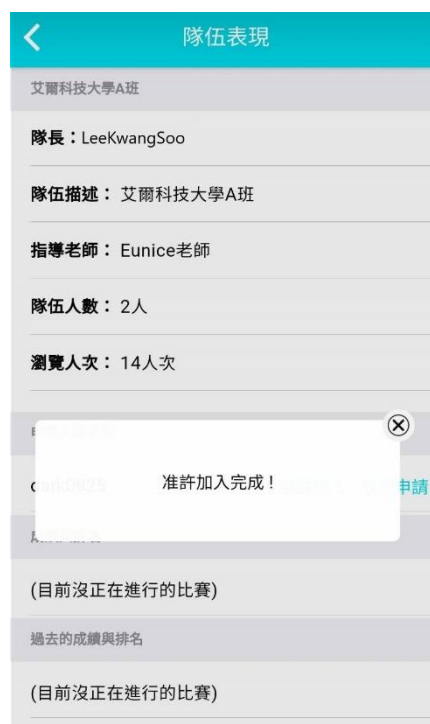 隊伍表現
艾爾科技大學A班
隊長：LeeKwangSoo
隊伍描述： 艾爾科技大學A班
指導老師： Eunice老師
隊伍人數： 2人
瀏覽人次： 14人次
准許加入完成！
申請
(目前沒正在進行的比賽)
過去的成績與排名
(目前沒正在進行的比賽)